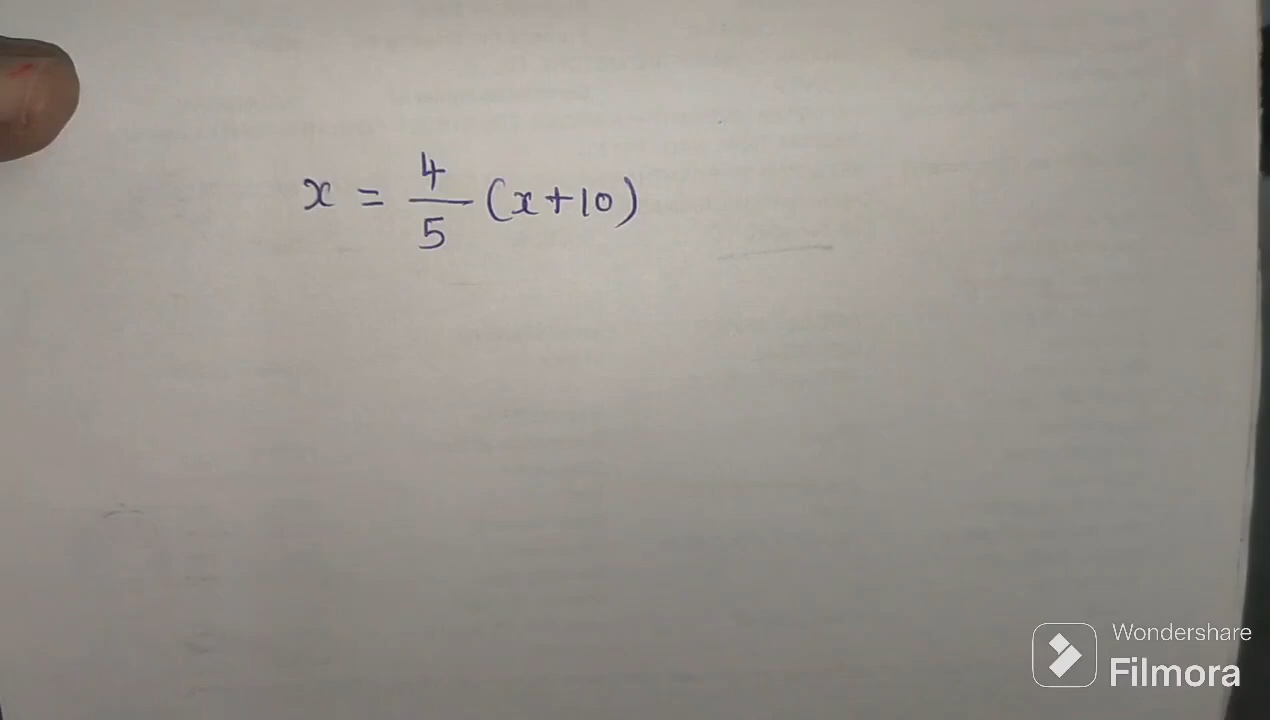 x = 4/5 (x+10)
Wondershare
Filmora